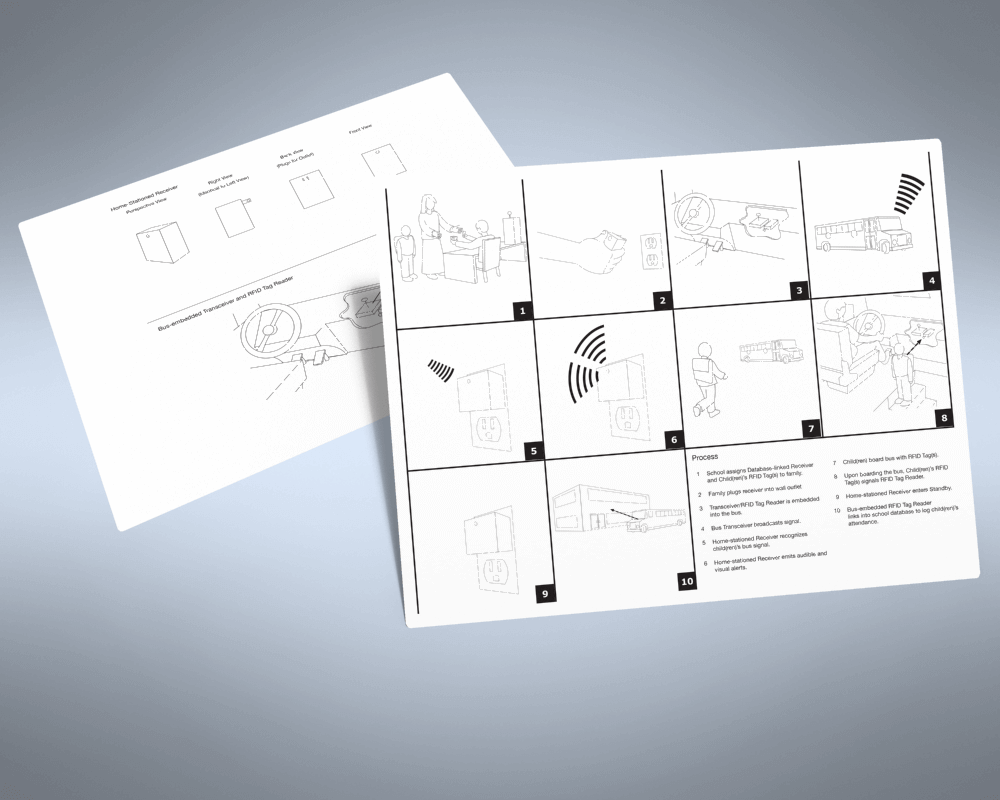 Home-Stationed Receiver
Perspective View
Right View
(Identical to Left View)
Back View
(Plugs for Outlet)
Front View
Bus-embedded Transceiver and RFID Tag Reader
1
2
3
4
5
6
7
8
9
10
Process
1 School assigns Database-linked Receiver
and Child(ren)'s RFID Tag(s) to family.
2 Family plugs receiver into wall outlet
3 Transceiver/RFID Tag Reader is embedded
into the bus.
4 Bus Transceiver broadcasts signal.
5 Home-stationed Receiver recognizes
child(ren)'s bus signal.
6 Home-stationed Receiver emits audible and
visual alerts.
7 Child(ren) board bus with RFID Tag(s).
8 Upon boarding the bus, Child(ren)'s RFID
Tag(s) signals RFID Tag Reader.
9 Home-stationed Receiver enters Standby.
10 Bus-embedded RFID Tag Reader
links into school database to log child(ren)'s
attendance.